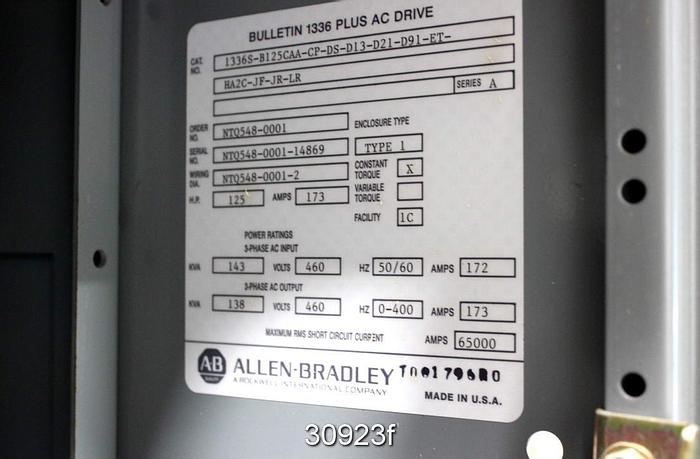 BULLETIN 1336 PLUS AC DRIVE
CAT. NO. 1336S-B125CAA-CP-DS-D13-D21-D91-ET-
HA2C-JF-JR-LR
SERIES A
ORDER NO. NTQ548-0001 ENCLOSURE TYPE
SERIAL NO. NTQ548-0001-14869 TYPE 1
WIRING DIA. NTQ548-0001-2 CONSTANT TORQUE X
H.P. 125 AMPS 173 VARIABLE TORQUE
FACILITY 1C
POWER RATINGS
3-PHASE AC INPUT
KVA 143 VOLTS 460 HZ 50/60 AMPS 172
3-PHASE AC OUTPUT
KVA 138 VOLTS 460 HZ 0-400 AMPS 173
MAXIMUM RMS SHORT CIRCUIT CURRENT AMPS 65000
AB ALLEN-BRADLEY
A ROCKWELL INTERNATIONAL COMPANY
MADE IN U.S.A.
30923f